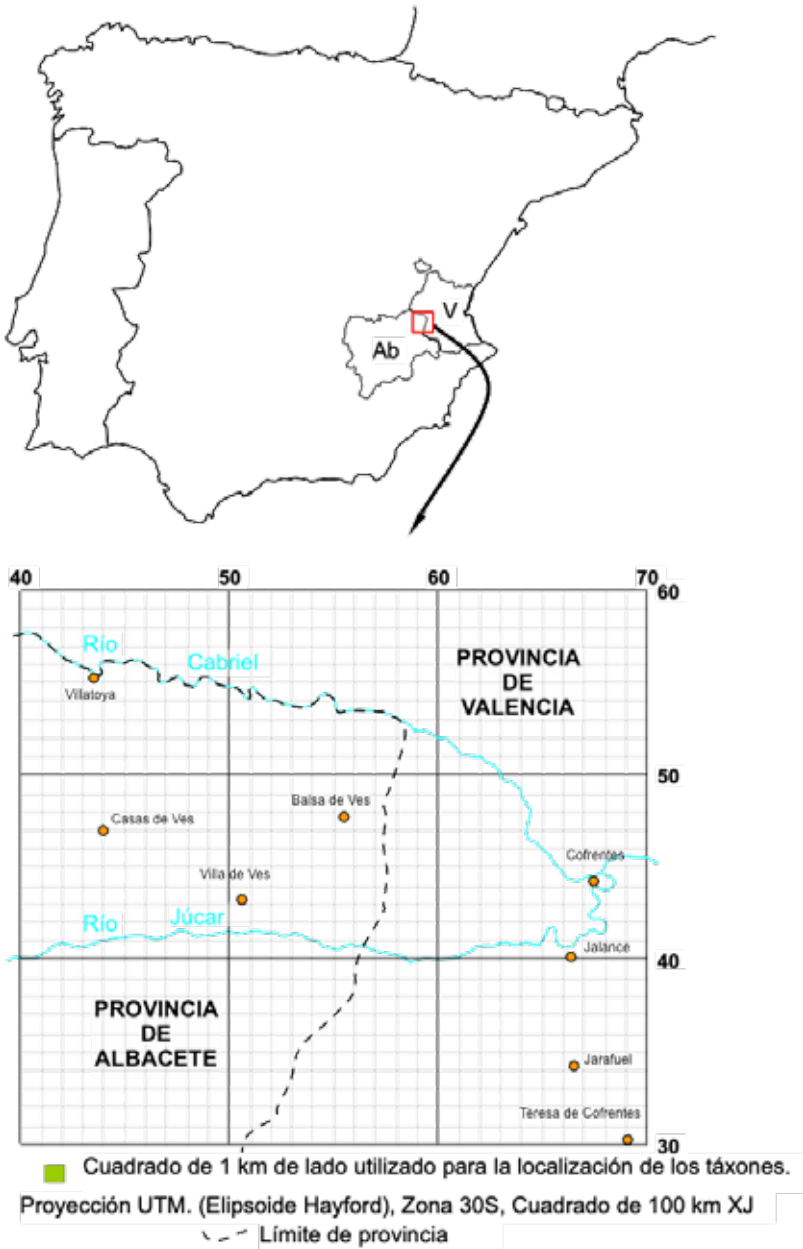 V
Ab
40 50 60 70
60
Río
Cabriel
PROVINCIA
DE
VALENCIA
Villatoya
50
Balsa de Ves
Casas de Ves
Cofrentes
Villa de Ves
Río
Júcar
Jalance
40
PROVINCIA
DE
ALBACETE
Jarafuel
Teresa de Cofrentes
30
Cuadrado de 1 km de lado utilizado para la localización de los táxones.
Proyección UTM. (Elipsoide Hayford), Zona 30S, Cuadrado de 100 km XJ
Límite de provincia